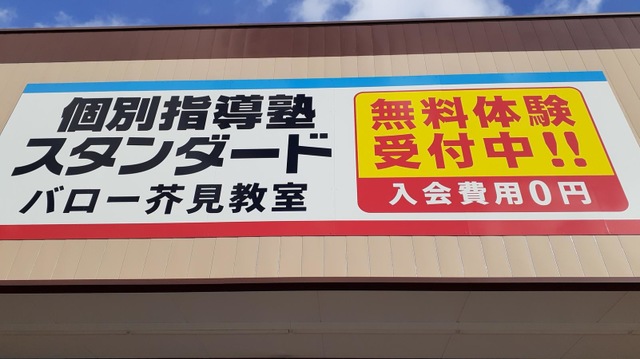 個別指導塾
スタンダード
バロー芥見教室
無料体験
受付中!!
入会費用0円